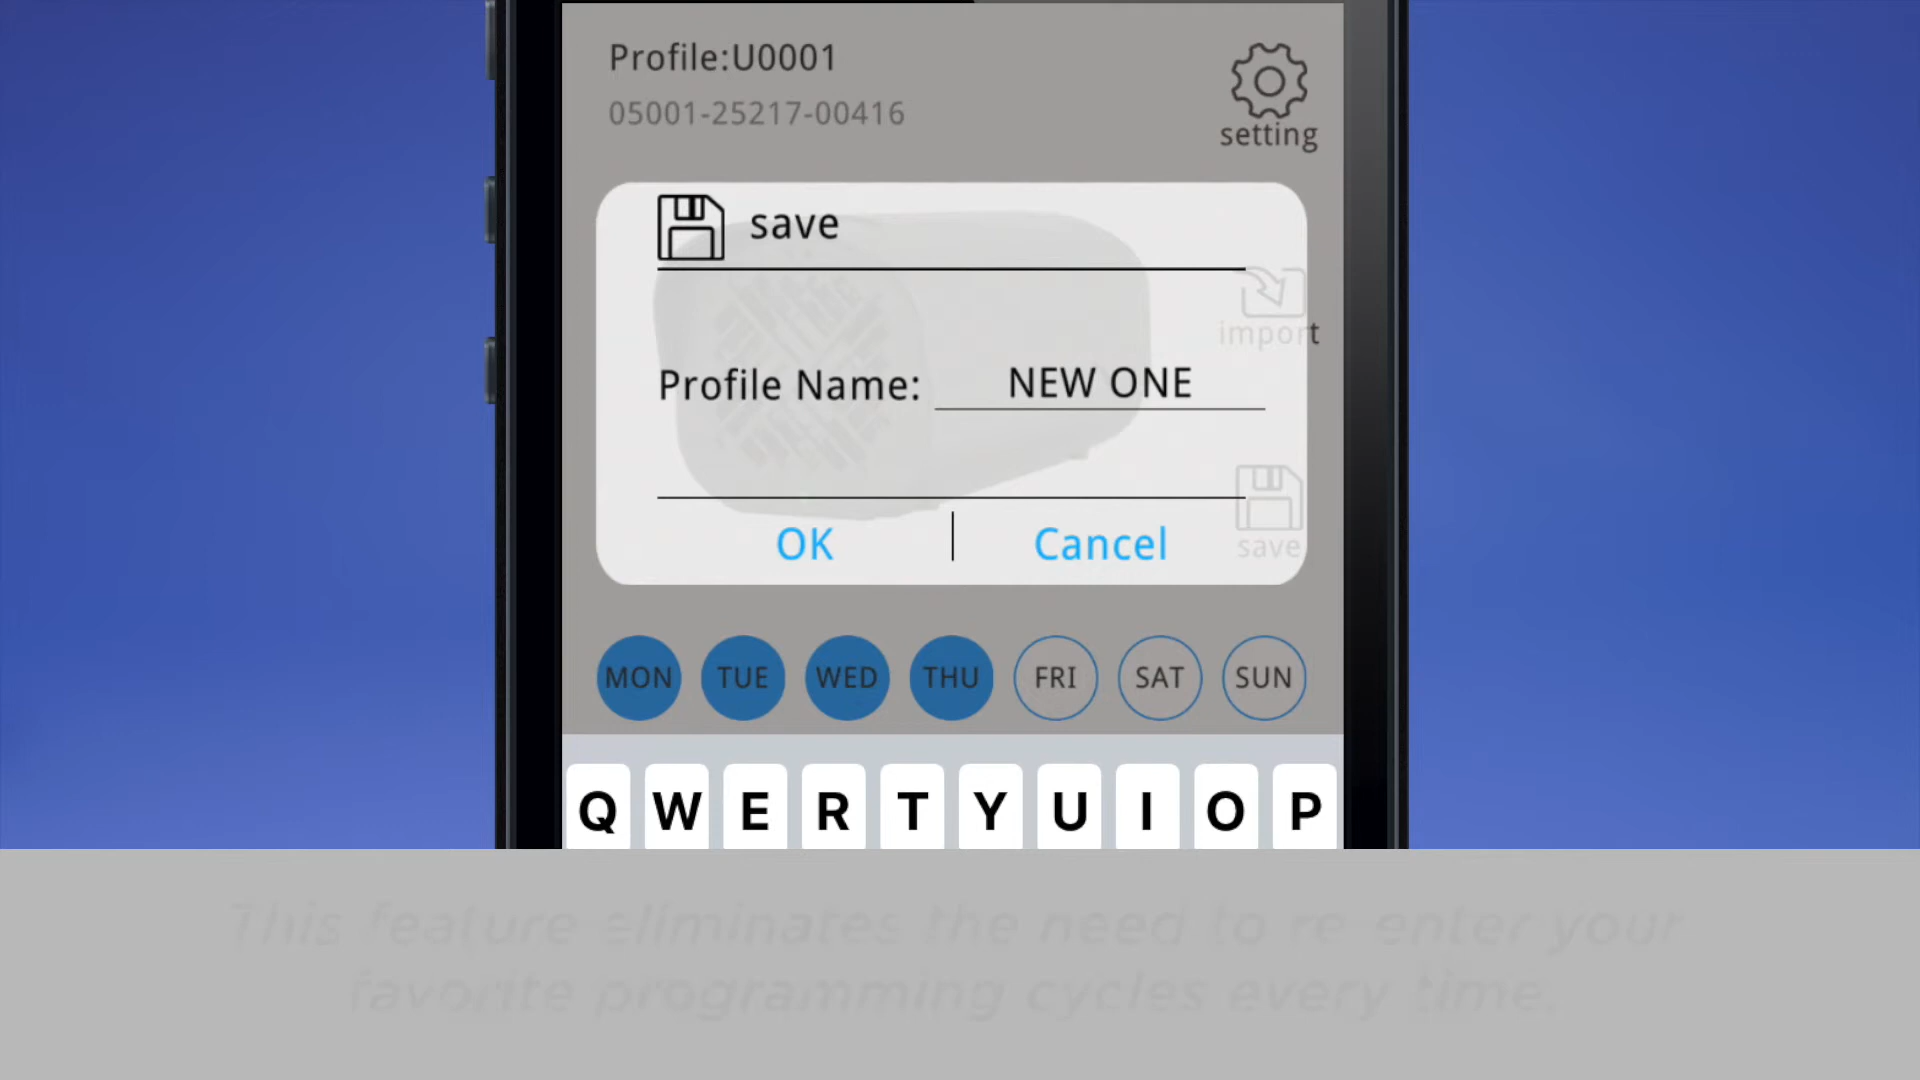 Profile:U0001
05001-25217-00416
setting
save
import
Profile Name: NEW ONE
OK | Cancel
save
MON TUE WED THU FRI SAT SUN
Q W E R T Y U I O P
This feature eliminates the need to re-enter your
favorite programming cycles every time.